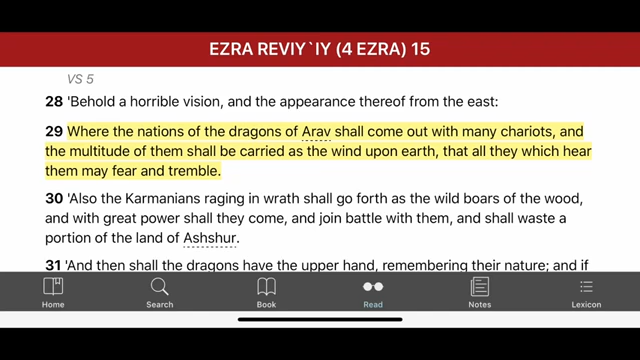 EZRA REVIY`IY (4 EZRA) 15
VS 5
28 'Behold a horrible vision, and the appearance thereof from the east:
29 Where the nations of the dragons of Arav shall come out with many chariots, and
the multitude of them shall be carried as the wind upon earth, that all they which hear
them may fear and tremble.
30 'Also the Karmanians raging in wrath shall go forth as the wild boars of the wood,
and with great power shall they come, and join battle with them, and shall waste a
portion of the land of Ashshur.
31 'And then shall the dragons have the upper hand, remembering their nature; and if
Home Search Book Read Notes Lexicon